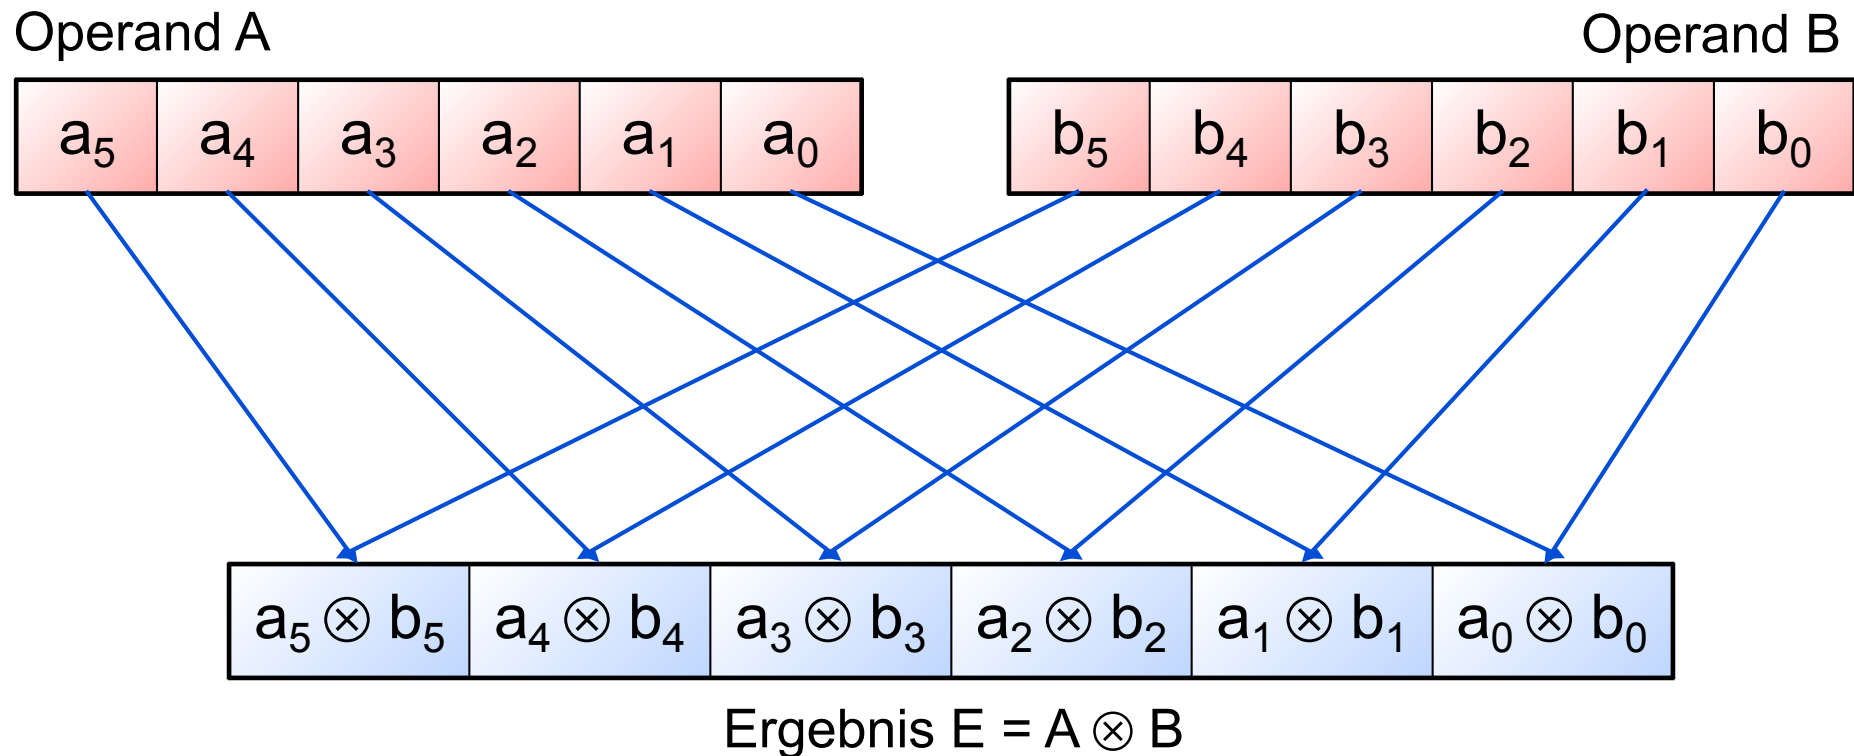 Operand A
Operand B
a₅ a₄ a₃ a₂ a₁ a₀
b₅ b₄ b₃ b₂ b₁ b₀
a₅ ⊗ b₅ a₄ ⊗ b₄ a₃ ⊗ b₃ a₂ ⊗ b₂ a₁ ⊗ b₁ a₀ ⊗ b₀
Ergebnis E = A ⊗ B